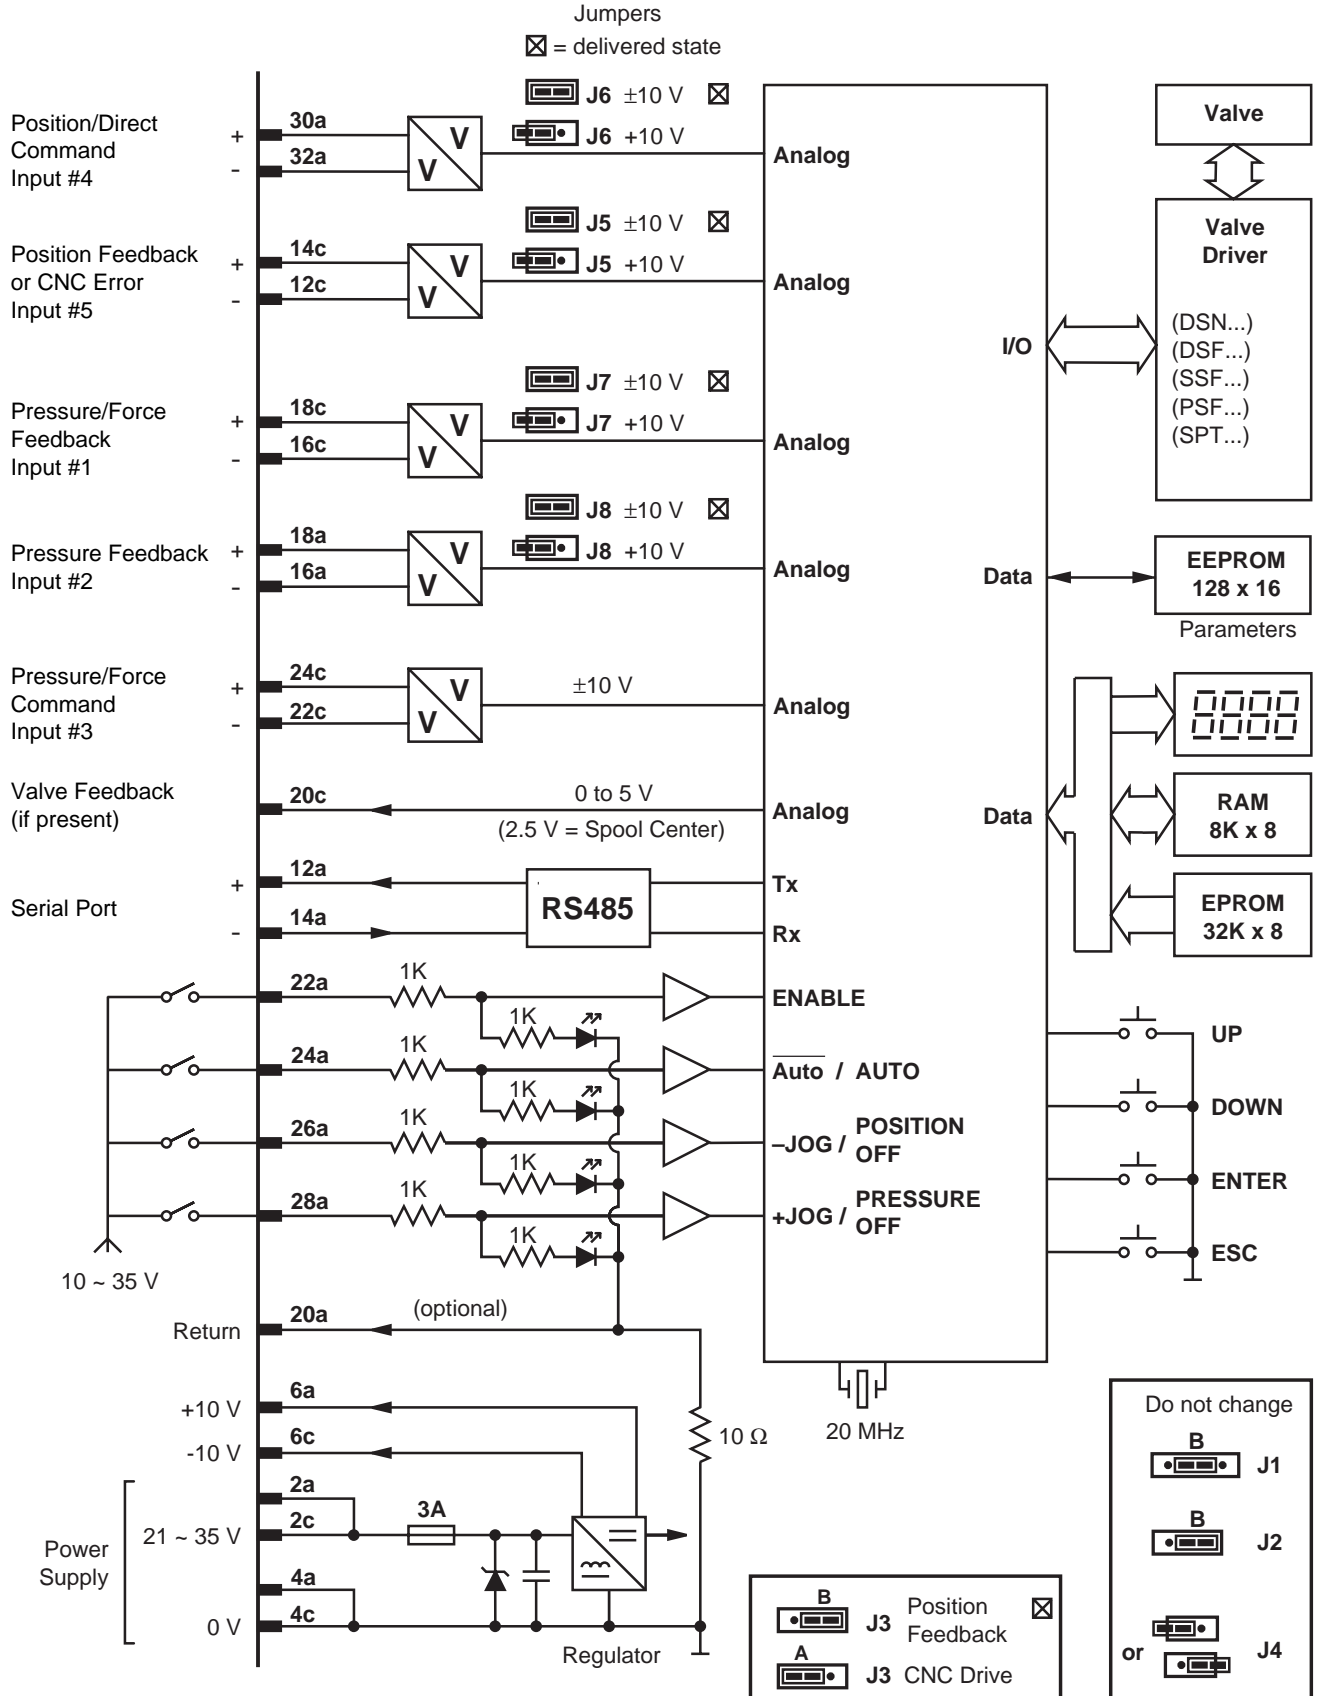 Jumpers
= delivered state
Position/Direct
Command
Input #4
+
-
30a
32a
V
V
J6 ±10 V
J6 +10 V
Analog
Position Feedback
or CNC Error
Input #5
+
-
14c
12c
V
V
J5 ±10 V
J5 +10 V
Analog
Pressure/Force
Feedback
Input #1
+
-
18c
16c
V
V
J7 ±10 V
J7 +10 V
Analog
Pressure Feedback
Input #2
+
-
18a
16a
V
V
J8 ±10 V
J8 +10 V
Analog
Pressure/Force
Command
Input #3
+
-
24c
22c
V
V
±10 V
Analog
Valve Feedback
(if present)
20c
0 to 5 V
(2.5 V = Spool Center)
Analog
Serial Port
+
-
12a
14a
RS485
Tx
Rx
22a
1K
1K
ENABLE
24a
1K
1K
Auto / AUTO
26a
1K
1K
–JOG / POSITION
OFF
28a
1K
1K
+JOG / PRESSURE
OFF
10 ~ 35 V
Return
20a
(optional)
+10 V
6a
-10 V
6c
10 Ω
20 MHz
Power
Supply
21 ~ 35 V
2a
2c
3A
4a
0 V
4c
Regulator
Valve
Valve
Driver
(DSN...)
(DSF...)
(SSF...)
(PSF...)
(SPT...)
I/O
Data
EEPROM
128 x 16
Parameters
8888
Data
RAM
8K x 8
EPROM
32K x 8
UP
DOWN
ENTER
ESC
B
J3 Position
Feedback
A
J3 CNC Drive
Do not change
B
J1
B
J2
or
J4